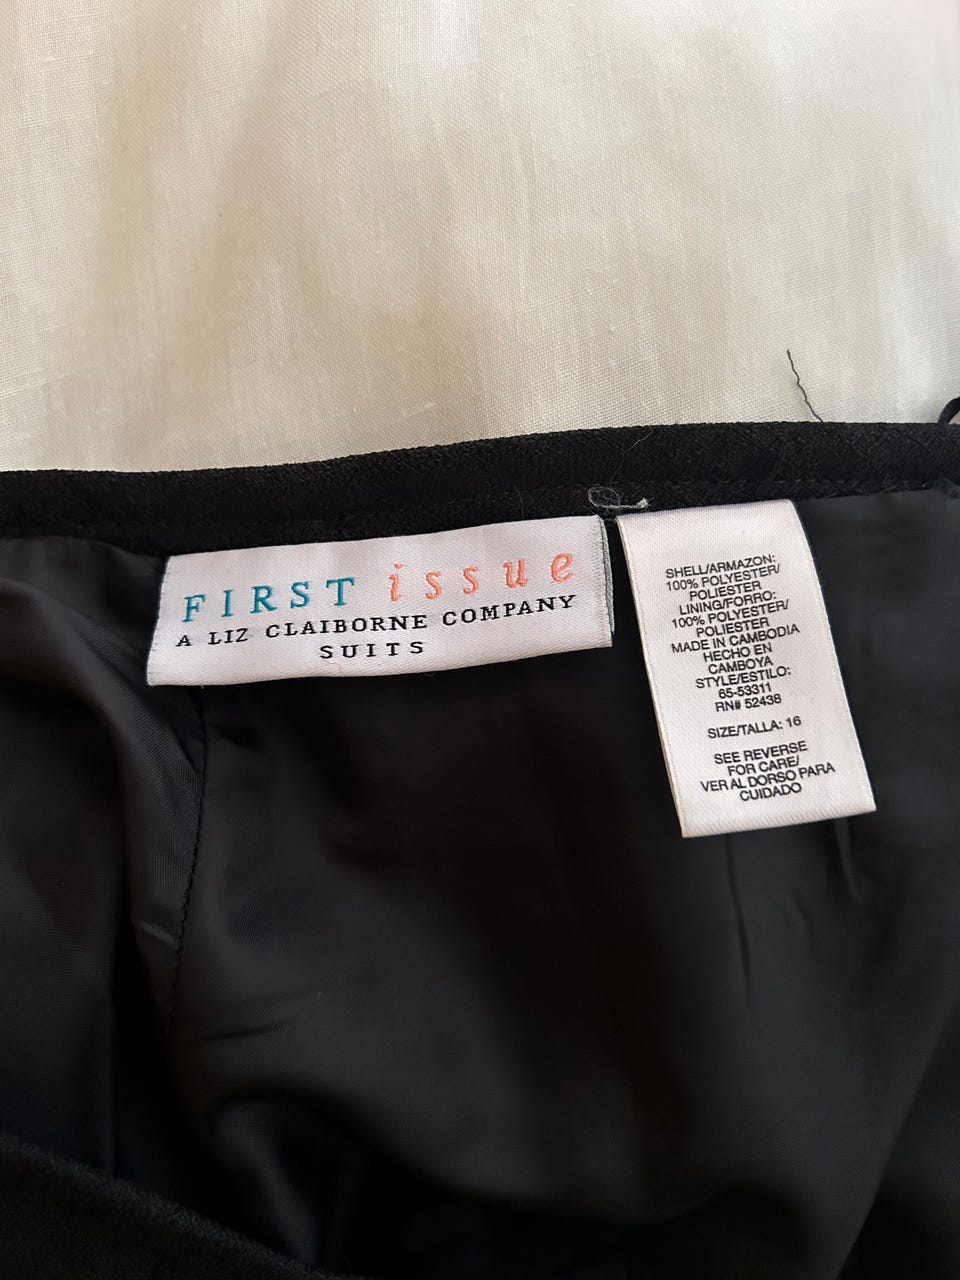 FIRST issue
A LIZ CLAIBORNE COMPANY
SUITS
SHELL/ARMAZON:
100% POLYESTER/
POLIESTER
LINING/FORRO:
100% POLYESTER/
POLIESTER
MADE IN CAMBODIA
HECHO EN
CAMBOYA
STYLE/ESTILO:
65-53311
RN# 52438
SIZE/TALLA: 16
SEE REVERSE
FOR CARE/
VER AL DORSO PARA
CUIDADO